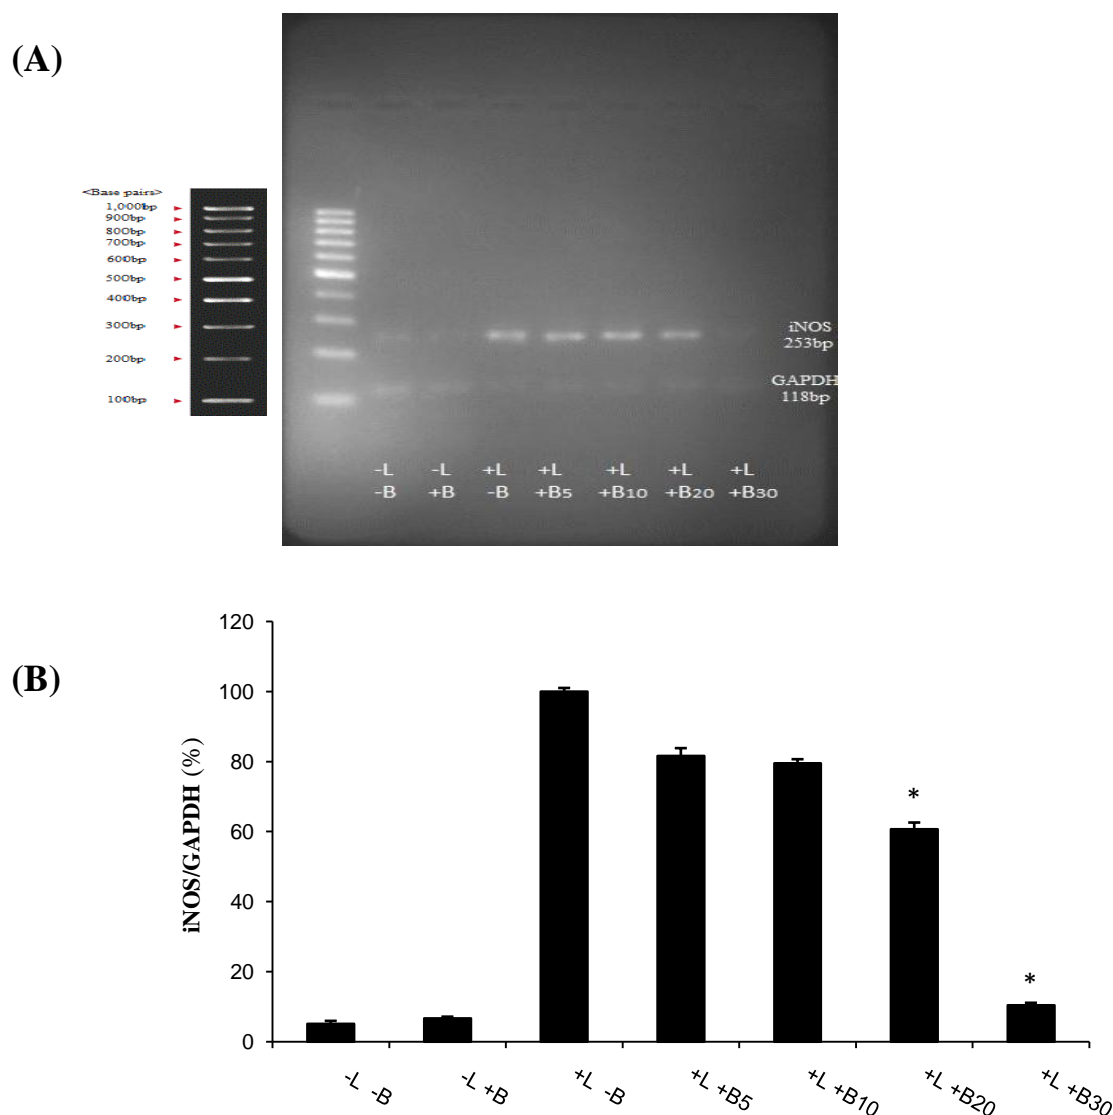 (A)
<Base pairs>
1,000bp
900bp
800bp
700bp
600bp
500bp
400bp
300bp
200bp
100bp
iNOS
253bp
GAPDH
118bp
-L -L +L +L +L +L +L
-B +B -B +B5 +B10 +B20 +B30
(B)
iNOS/GAPDH (%)
120
100
80
60
40
20
0
*
*
-L -B
-L +B
+L -B
+L +B5
+L +B10
+L +B20
+L +B30